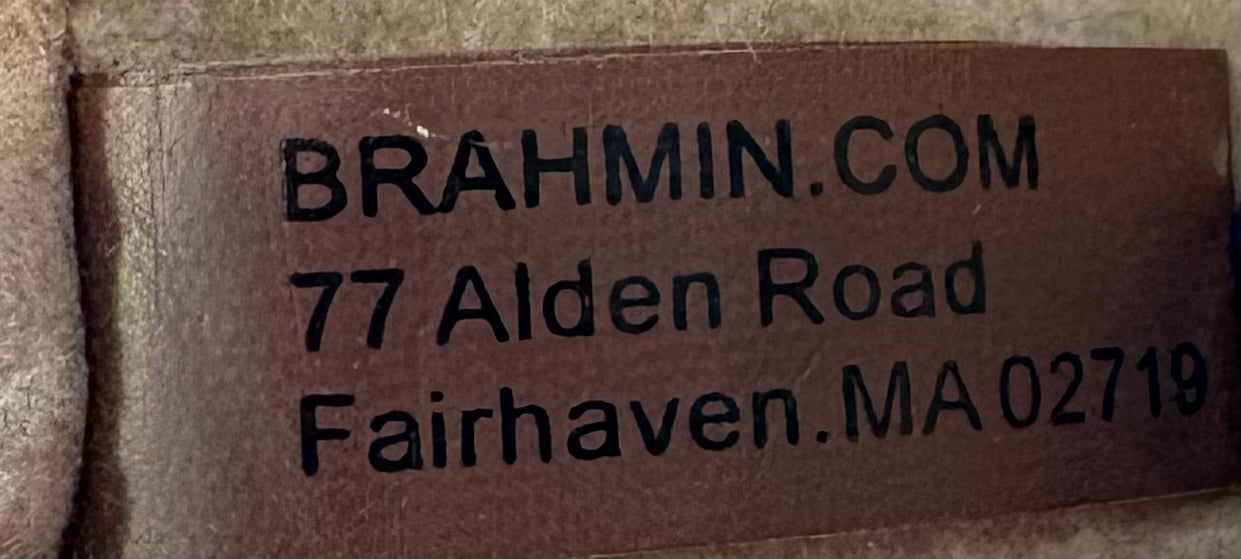 BRAHMIN.COM
77 Alden Road
Fairhaven.MA 02719